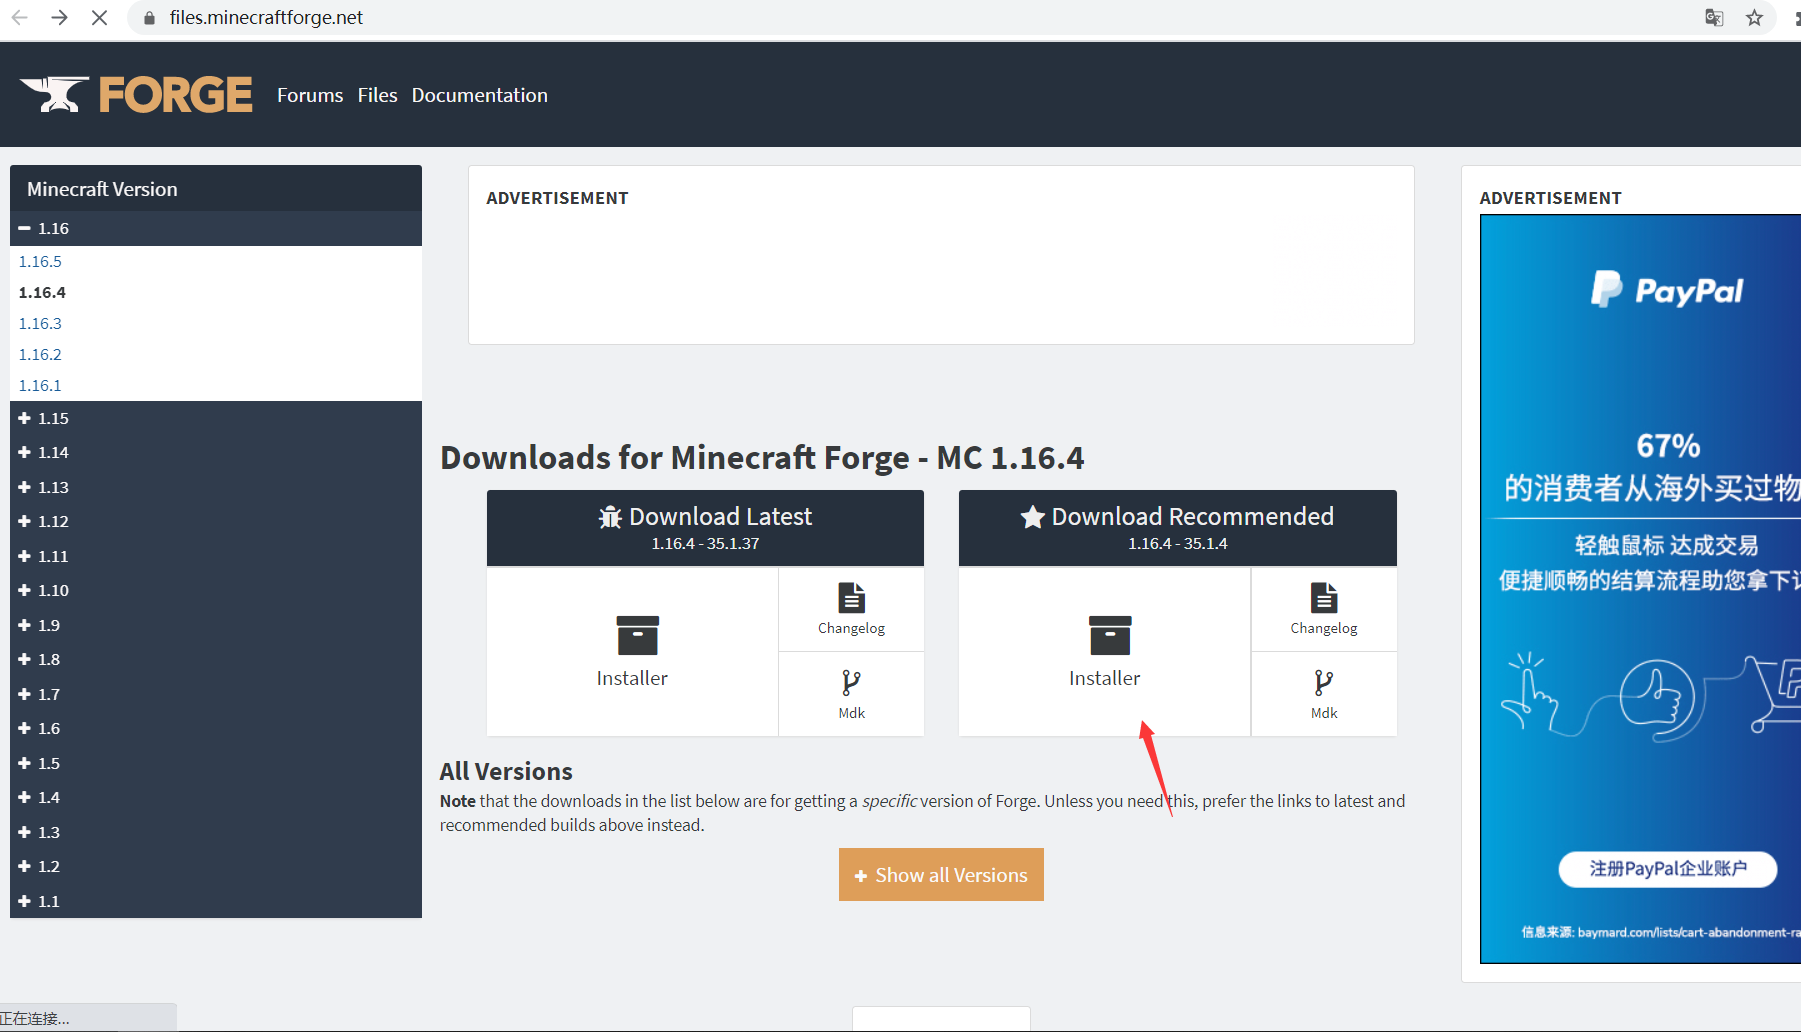 files.minecraftforge.net
FORGE
Forums Files Documentation
Minecraft Version
1.16
1.16.5
1.16.4
1.16.3
1.16.2
1.16.1
1.15
1.14
1.13
1.12
1.11
1.10
1.9
1.8
1.7
1.6
1.5
1.4
1.3
1.2
1.1
ADVERTISEMENT
Downloads for Minecraft Forge - MC 1.16.4
Download Latest
1.16.4 - 35.1.37
Installer
Changelog
Mdk
Download Recommended
1.16.4 - 35.1.4
Installer
Changelog
Mdk
All Versions
Note that the downloads in the list below are for getting a specific version of Forge. Unless you need this, prefer the links to latest and
recommended builds above instead.
+ Show all Versions
ADVERTISEMENT
PayPal
67%
的消费者从海外买过物
轻触鼠标 达成交易
便捷顺畅的结算流程助您拿下
注册PayPal企业账户
信息来源: baymard.com/lists/cart-abandonment-ra
正在连接...